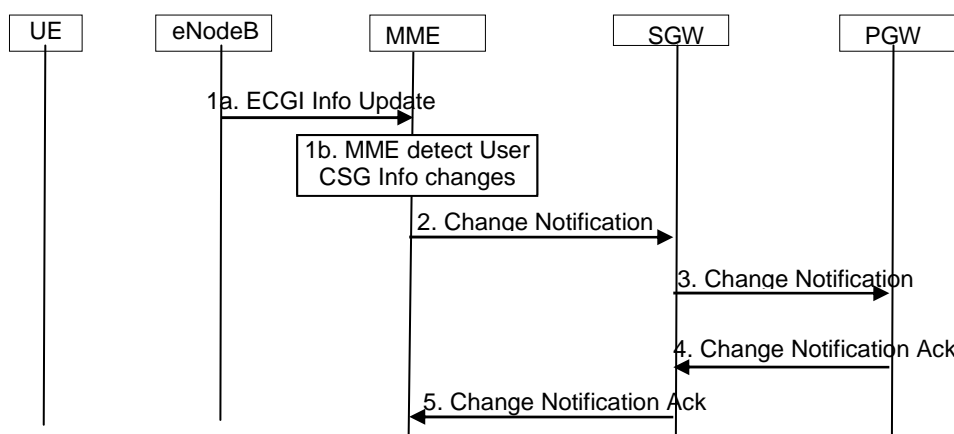 UE
eNodeB
MME
SGW
PGW
1a. ECGI Info Update
1b. MME detect User
CSG Info changes
2. Change Notification
3. Change Notification
4. Change Notification Ack
5. Change Notification Ack